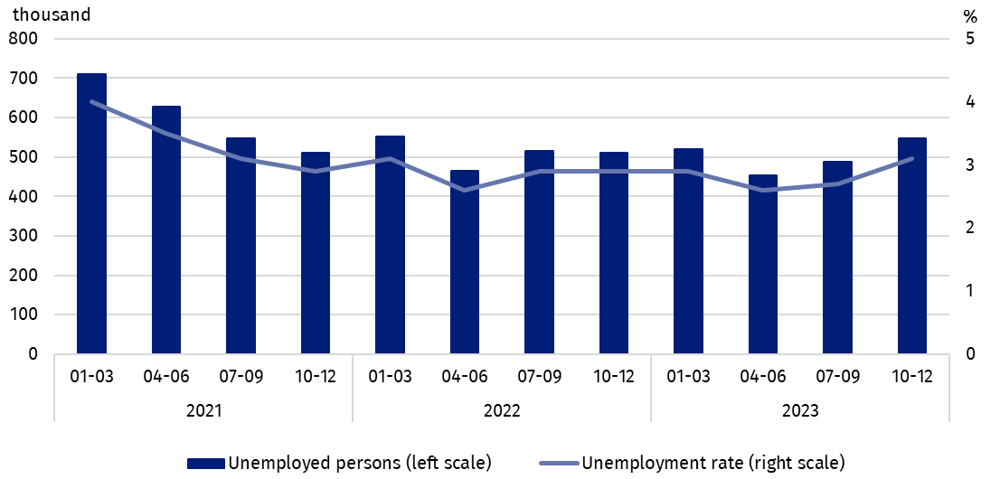 thousand %
800 5
700
600 4
500
400 3
300 2
200
100 1
0 0
01-03 04-06 07-09 10-12 01-03 04-06 07-09 10-12 01-03 04-06 07-09 10-12
2021 2022 2023
Unemployed persons (left scale) Unemployment rate (right scale)